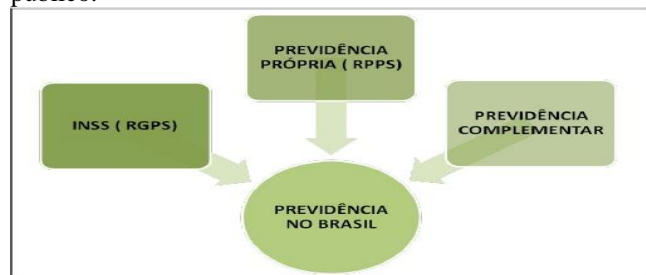 público.
PREVIDÊNCIA
PRÓPRIA ( RPPS)
INSS ( RGPS)
PREVIDÊNCIA
COMPLEMENTAR
PREVIDÊNCIA
NO BRASIL